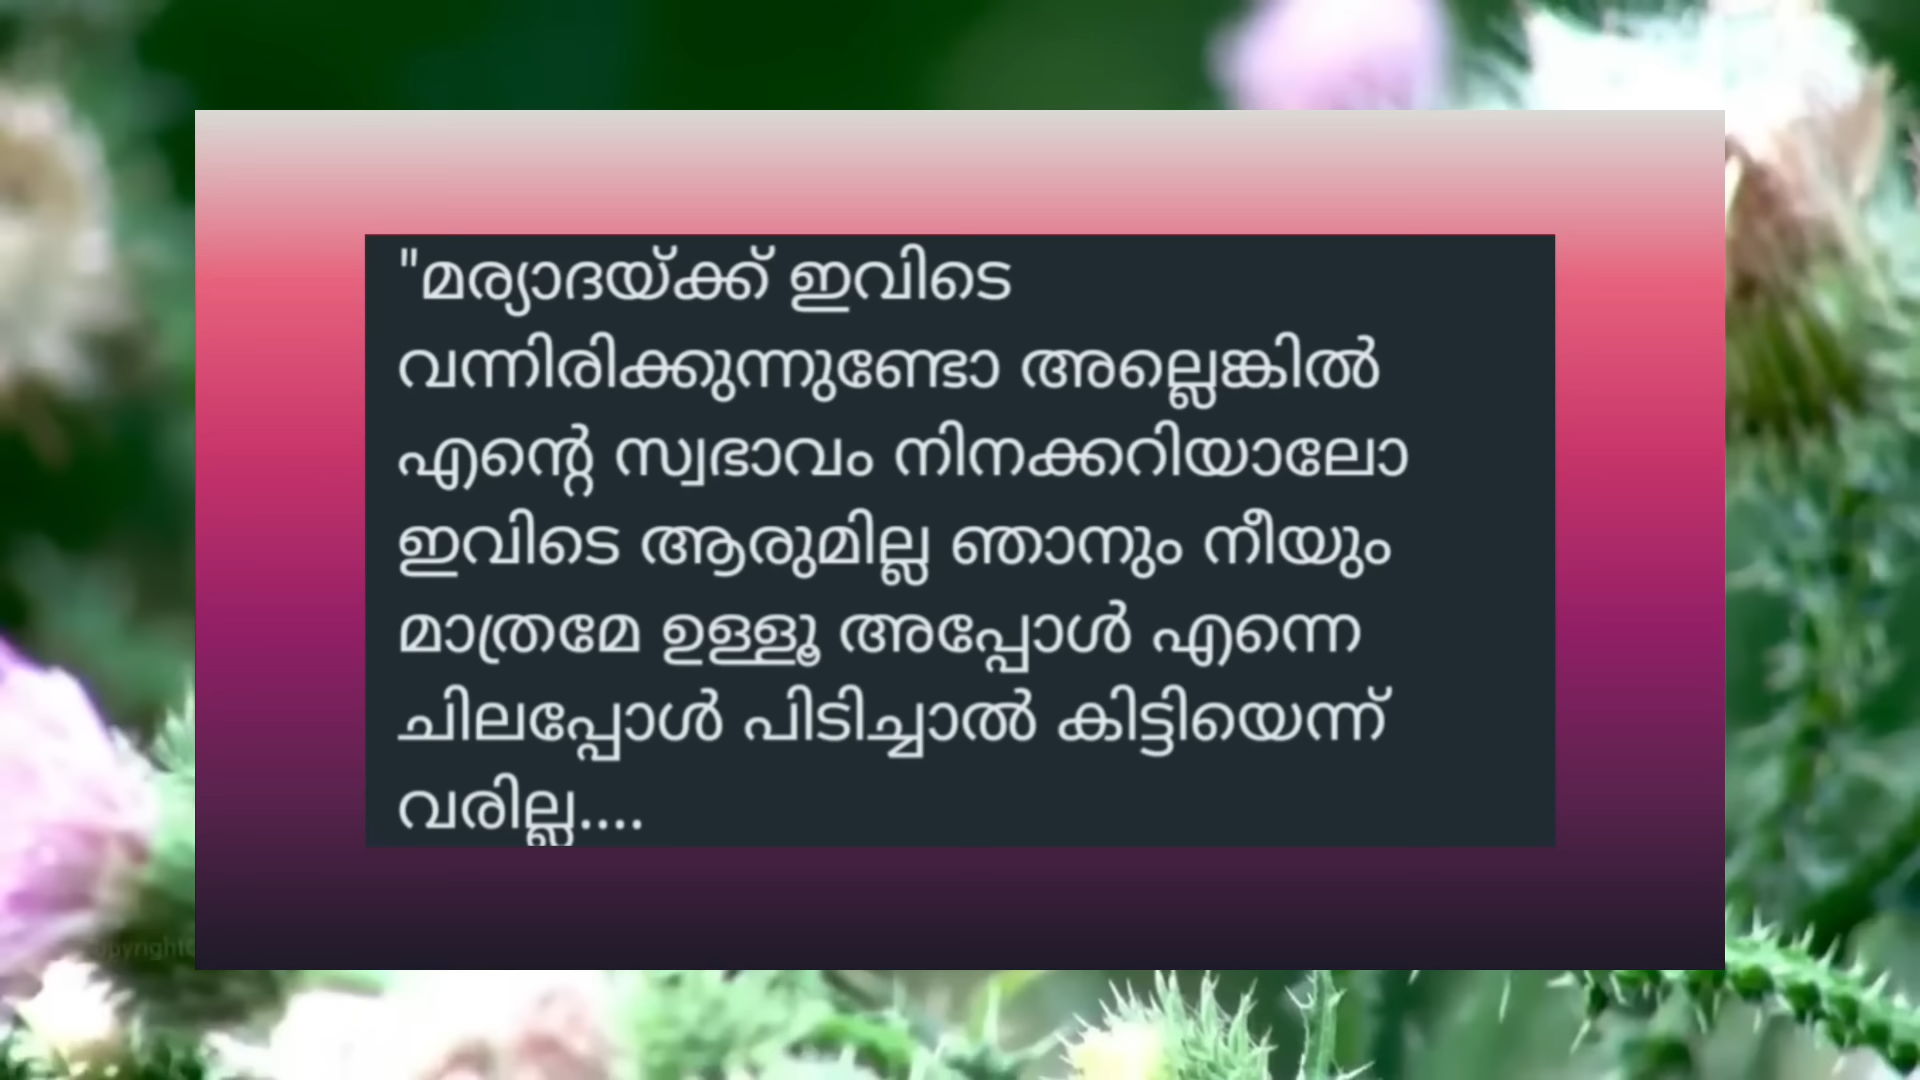 "മര്യാദയ്ക്ക് ഇവിടെ
വന്നിരിക്കുന്നുണ്ടോ അല്ലെങ്കിൽ
എന്റെ സ്വഭാവം നിനക്കറിയാലോ
ഇവിടെ ആരുമില്ല ഞാനും നീയും
മാത്രമേ ഉള്ളൂ അപ്പോൾ എന്നെ
ചിലപ്പോൾ പിടിച്ചാൽ കിട്ടിയെന്ന്
വരില്ല....